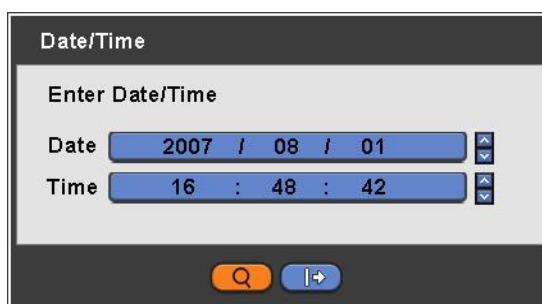 Date/Time
Enter Date/Time
Date 2007 / 08 / 01
Time 16 : 48 : 42